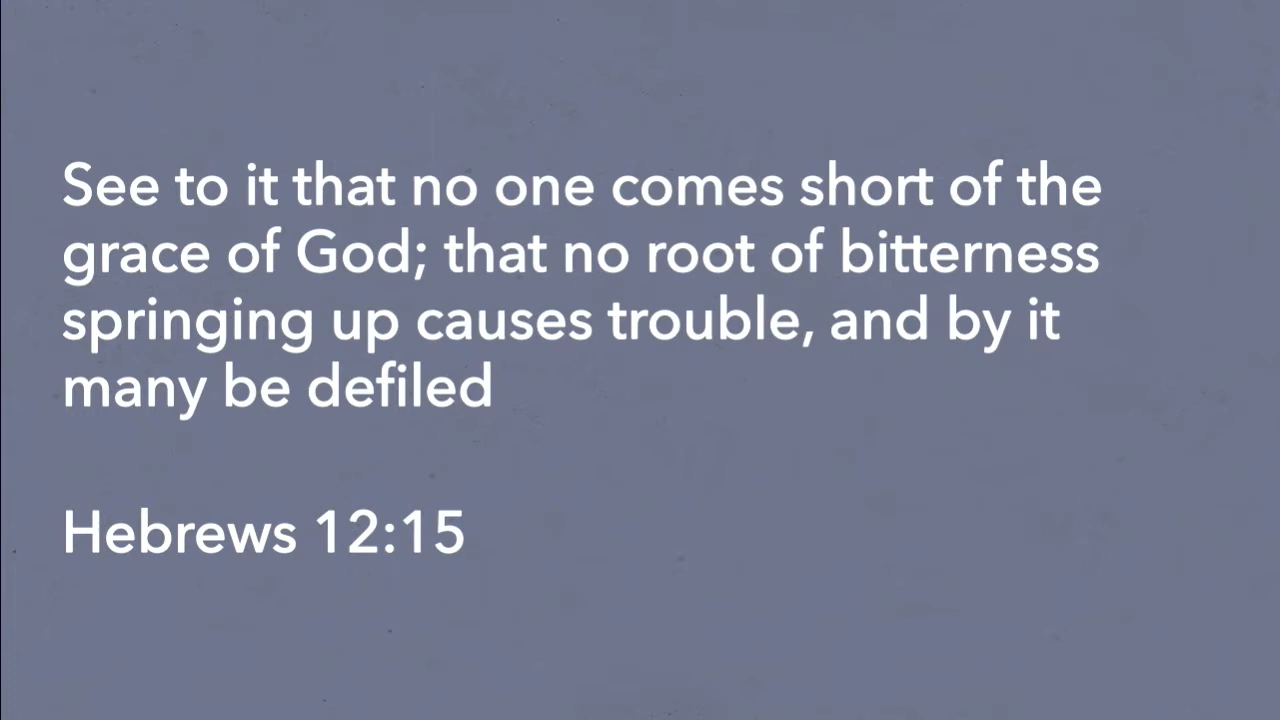 See to it that no one comes short of the
grace of God; that no root of bitterness
springing up causes trouble, and by it
many be defiled
Hebrews 12:15